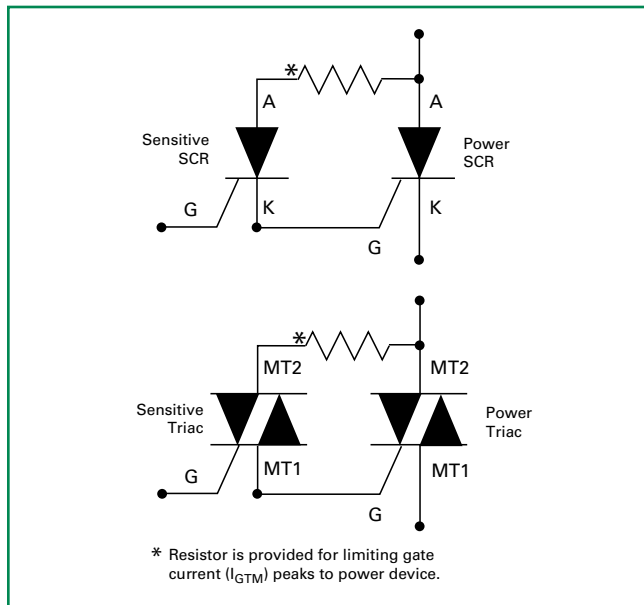 *
A
A
Sensitive
SCR
Power
SCR
G
K
K
G
*
MT2
MT2
Sensitive
Triac
Power
Triac
MT1
MT1
G
G
* Resistor is provided for limiting gate
current (IGTM) peaks to power device.